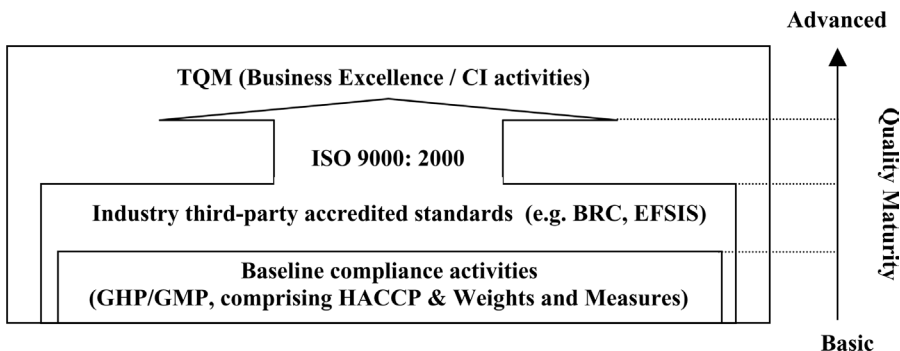 Advanced
TQM (Business Excellence / CI activities)
ISO 9000: 2000
Industry third-party accredited standards (e.g. BRC, EFSIS)
Baseline compliance activities
(GHP/GMP, comprising HACCP & Weights and Measures)
Quality Maturity
Basic